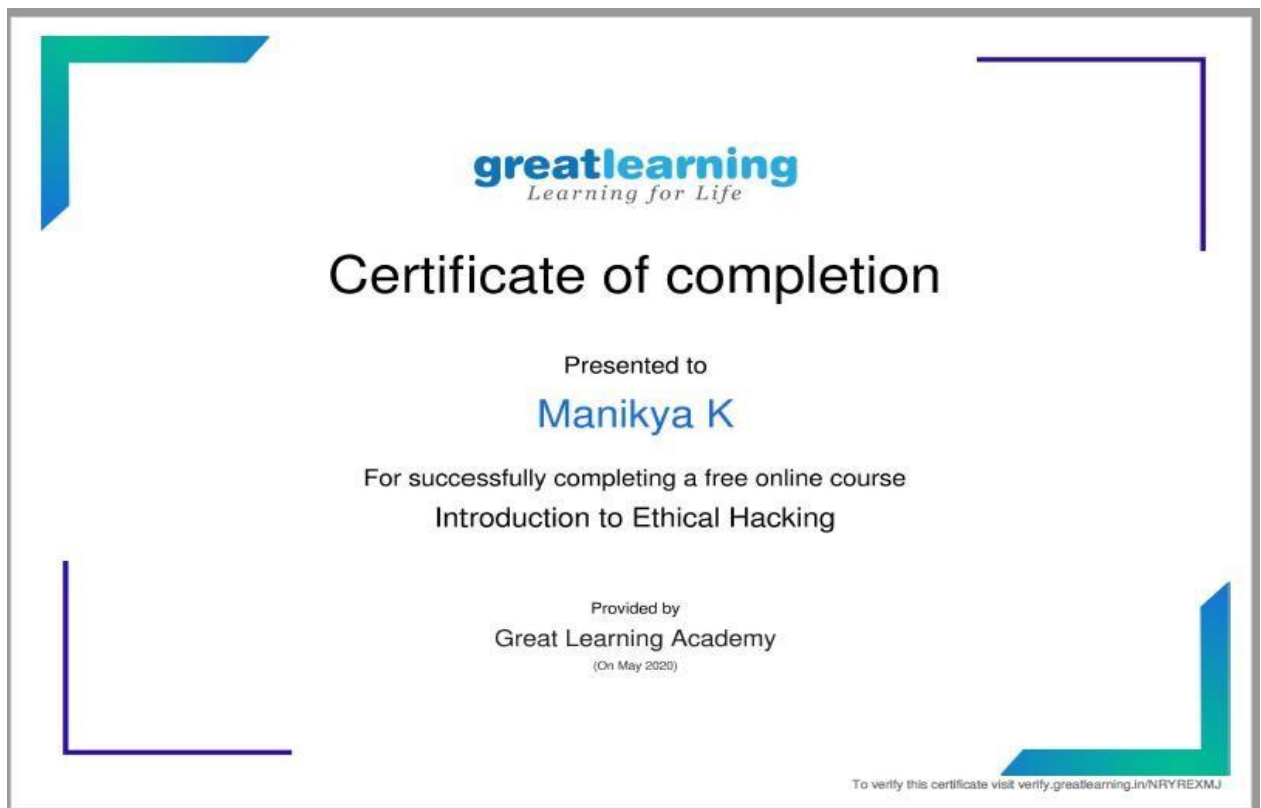 greatlearning
Learning for Life
Certificate of completion
Presented to
Manikya K
For successfully completing a free online course
Introduction to Ethical Hacking
Provided by
Great Learning Academy
(On May 2020)
To verify this certificate visit verify.greatlearning.in/NRYREXMJ